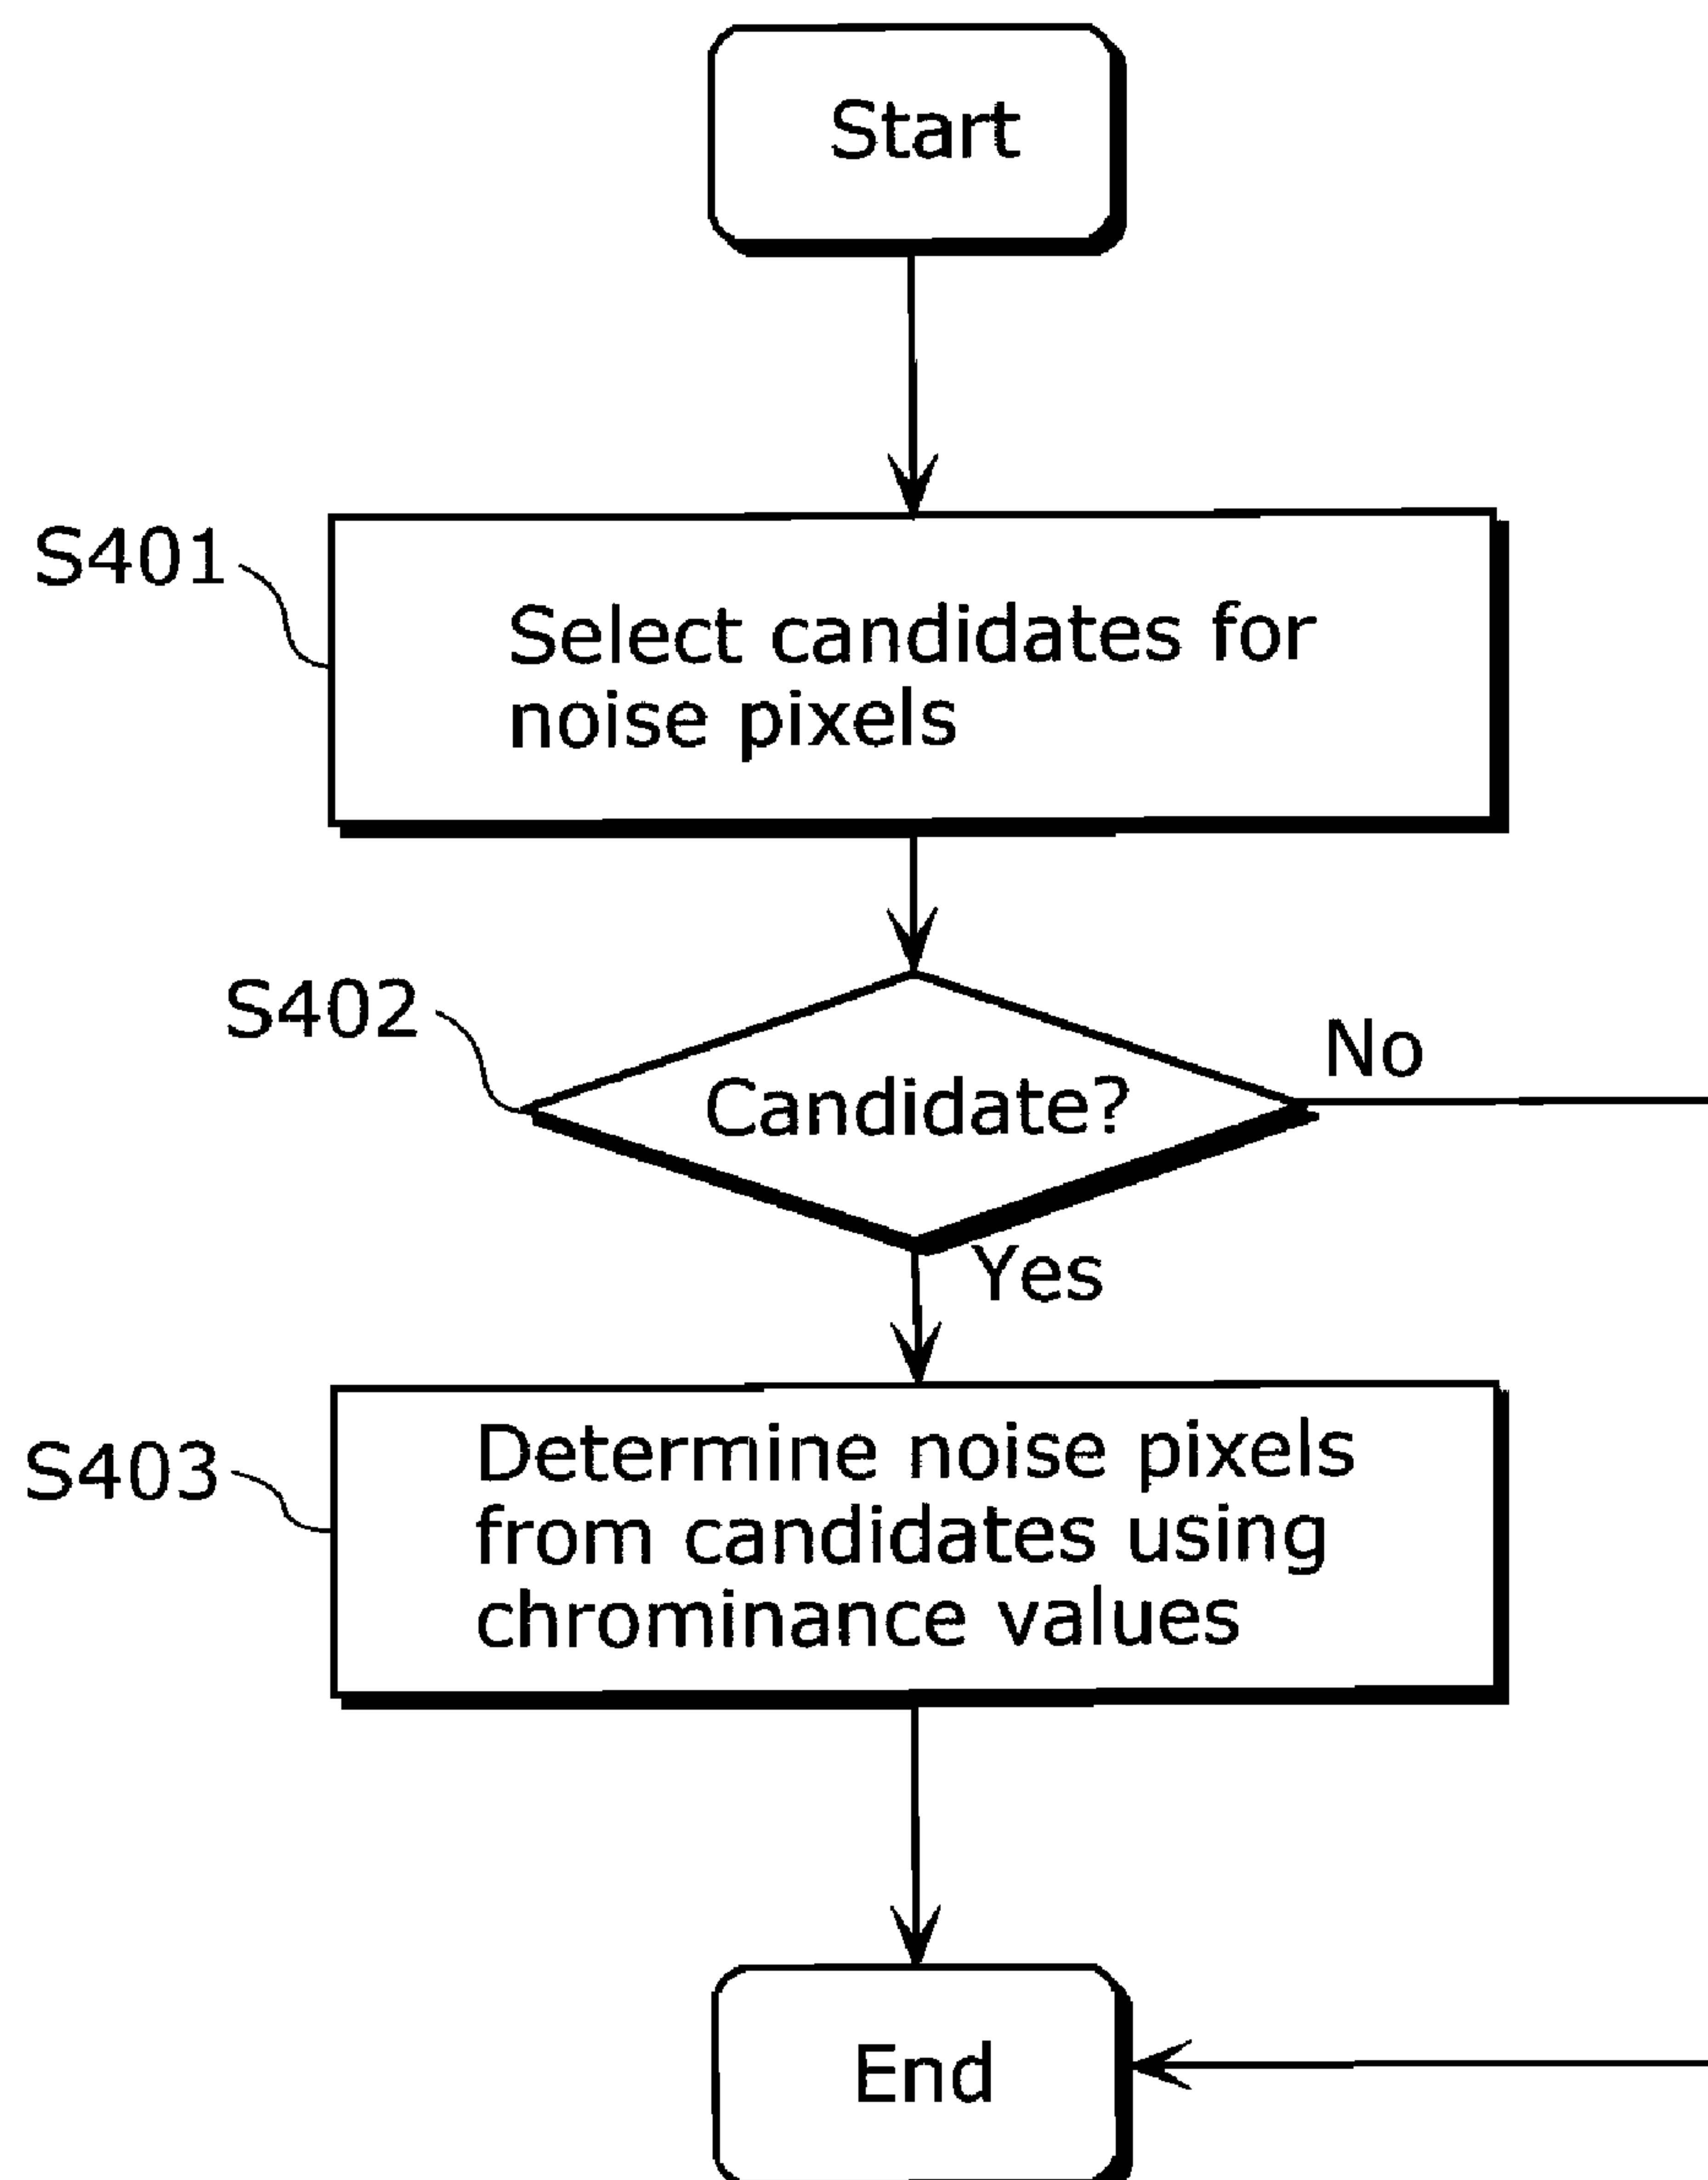 Start
S401
Select candidates for
noise pixels
S402
Candidate?
No
Yes
S403
Determine noise pixels
from candidates using
chrominance values
End